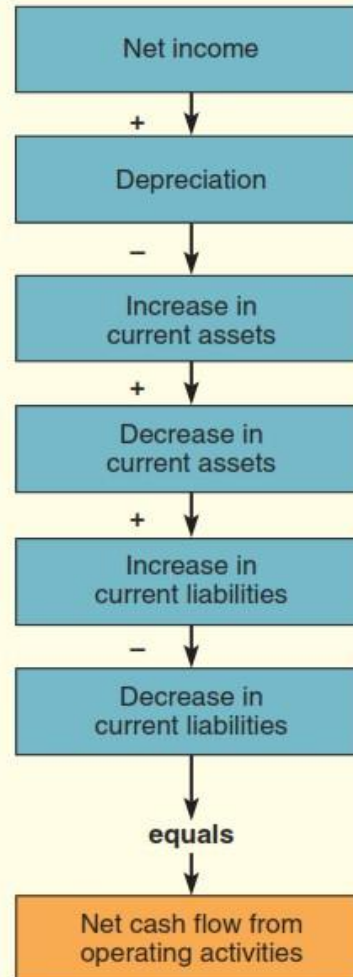 Net income
+
Depreciation
–
Increase in
current assets
+
Decrease in
current assets
+
Increase in
current liabilities
–
Decrease in
current liabilities
equals
Net cash flow from
operating activities